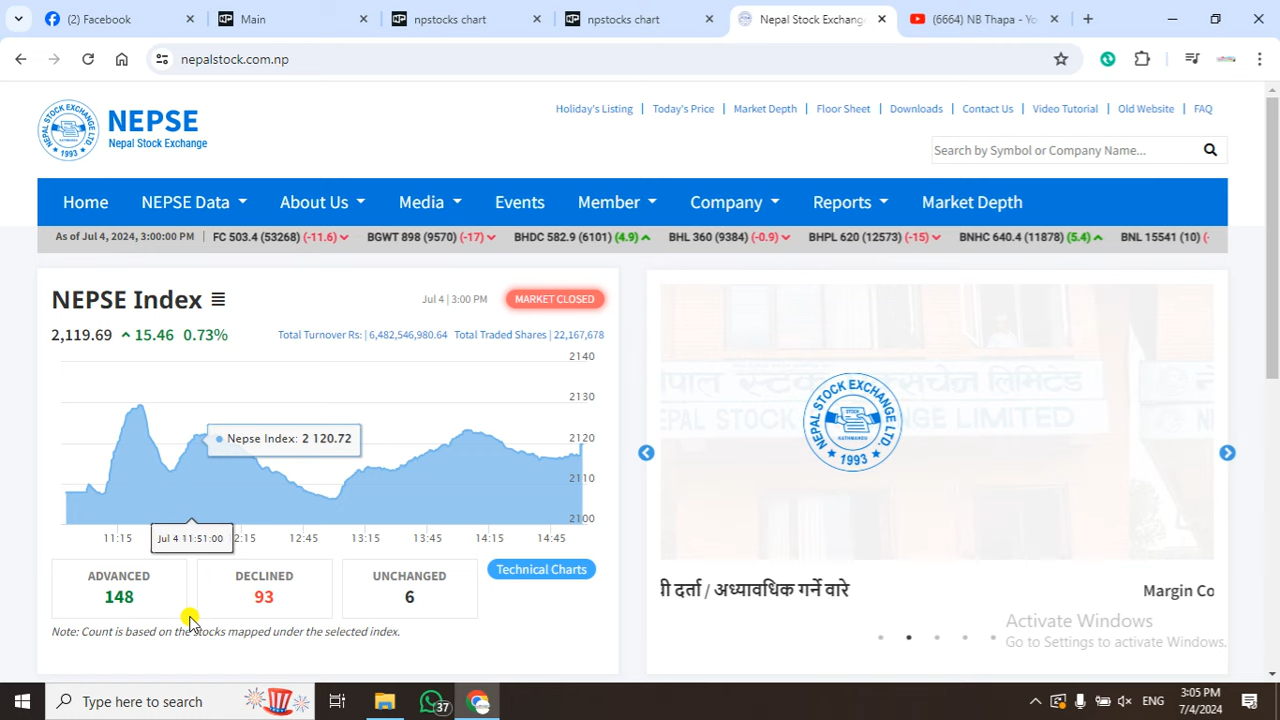 (2) Facebook
Main
npstocks chart
npstocks chart
Nepal Stock Exchang
(6664) NB Thapa - Yo
nepalstock.com.np
NEPSE
Nepal Stock Exchange
Holiday's Listing | Today's Price | Market Depth | Floor Sheet | Downloads | Contact Us | Video Tutorial | Old Website | FAQ
Search by Symbol or Company Name...
Home NEPSE Data About Us Media Events Member Company Reports Market Depth
As of Jul 4, 2024, 3:00:00 PM | FC 503.4 (53268) (-11.6) BGWT 898 (9570) (-17) BHDC 582.9 (6101) (4.9) BHL 360 (9384) (-0.9) BHPL 620 (12573) (-15) BNHC 640.4 (11878) (5.4) BNL 15541 (10) (-
NEPSE Index
Jul 4 | 3:00 PM
MARKET CLOSED
2,119.69 15.46 0.73%
Total Turnover Rs: | 6,482,546,980.64 Total Traded Shares | 22,167,678
2140
2130
2120
2110
2100
Nepse Index: 2 120.72
11:15 2:15 12:45 13:15 13:45 14:15 14:45
Jul 4 11:51:00
ADVANCED
148
DECLINED
93
UNCHANGED
6
Technical Charts
Note: Count is based on the stocks mapped under the selected index.
NEPAL STOCK EXCHANGE LTD.
KATHMANDU
1993
दर्ता / अध्यावधिक गर्ने वारे
Margin Co
Activate Windows
Go to Settings to activate Windows.
Type here to search
37
ENG
3:05 PM
7/4/2024